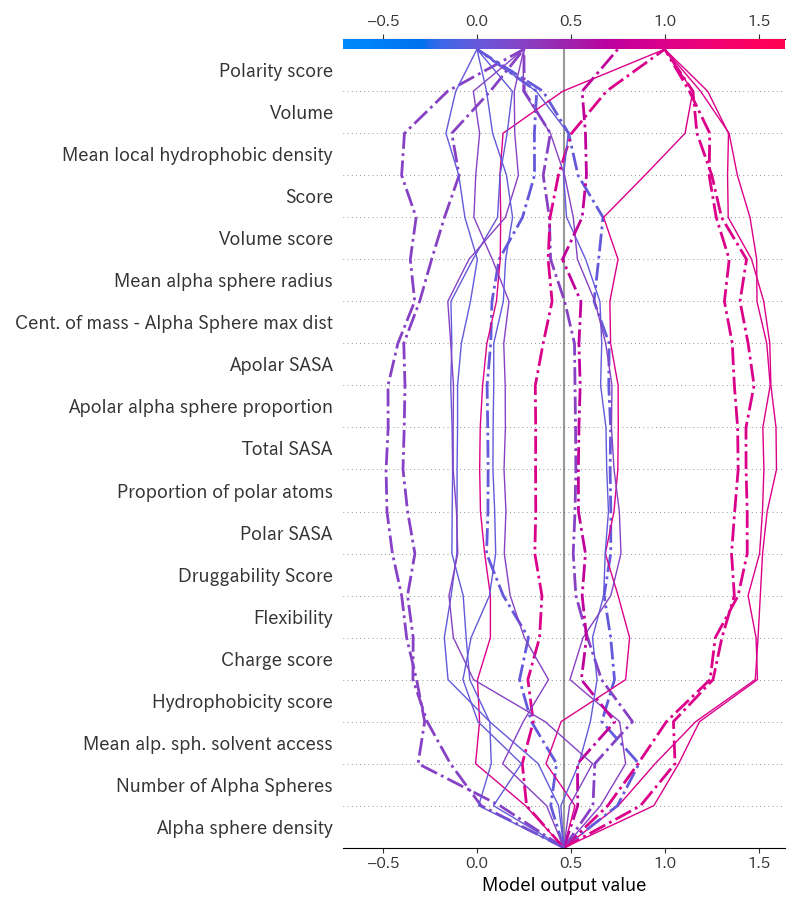 −0.5 0.0 0.5 1.0 1.5
Polarity score
Volume
Mean local hydrophobic density
Score
Volume score
Mean alpha sphere radius
Cent. of mass - Alpha Sphere max dist
Apolar SASA
Apolar alpha sphere proportion
Total SASA
Proportion of polar atoms
Polar SASA
Druggability Score
Flexibility
Charge score
Hydrophobicity score
Mean alp. sph. solvent access
Number of Alpha Spheres
Alpha sphere density
−0.5 0.0 0.5 1.0 1.5
Model output value